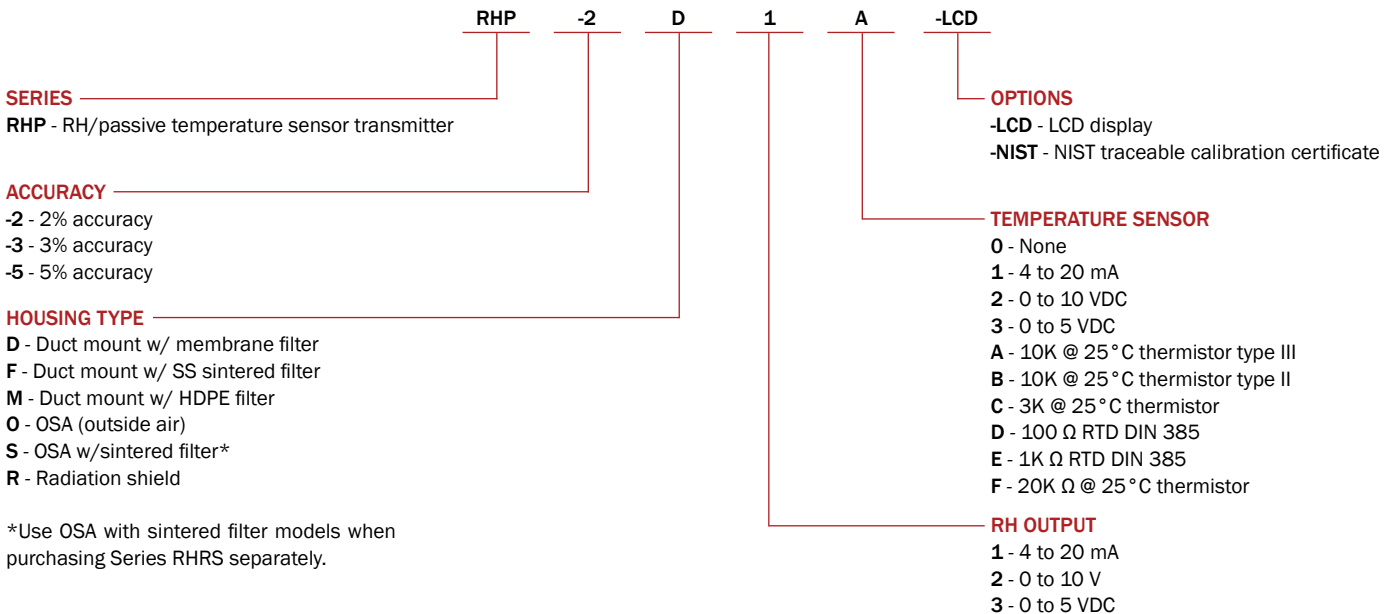 RHP -2 D 1 A -LCD
SERIES
RHP - RH/passive temperature sensor transmitter
ACCURACY
-2 - 2% accuracy
-3 - 3% accuracy
-5 - 5% accuracy
HOUSING TYPE
D - Duct mount w/ membrane filter
F - Duct mount w/ SS sintered filter
M - Duct mount w/ HDPE filter
O - OSA (outside air)
S - OSA w/sintered filter*
R - Radiation shield
*Use OSA with sintered filter models when
purchasing Series RHRS separately.
OPTIONS
-LCD - LCD display
-NIST - NIST traceable calibration certificate
TEMPERATURE SENSOR
0 - None
1 - 4 to 20 mA
2 - 0 to 10 VDC
3 - 0 to 5 VDC
A - 10K @ 25°C thermistor type III
B - 10K @ 25°C thermistor type II
C - 3K @ 25°C thermistor
D - 100 Ω RTD DIN 385
E - 1K Ω RTD DIN 385
F - 20K Ω @ 25°C thermistor
RH OUTPUT
1 - 4 to 20 mA
2 - 0 to 10 V
3 - 0 to 5 VDC